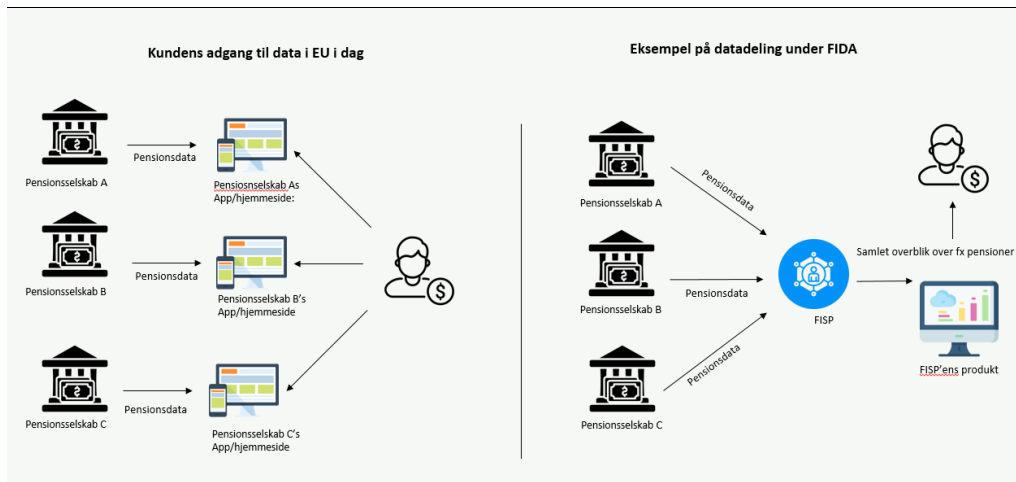 Kundens adgang til data i EU i dag
Pensionsdata
Pensionsselskab A
Pensiosnselskab As
App/hjemmeside:
Pensionsdata
Pensionsselskab B
Pensionsselskab B's
App/hjemmeside
Pensionsdata
Pensionsselskab C
Pensionsselskab C's
App/hjemmeside
Eksempel på datadeling under FIDA
Pensionsselskab A
Pensionsdata
Pensionsselskab B
Pensionsdata
Pensionsselskab C
Pensionsdata
FISP
Samlet overblik over fx pensioner
FISP'ens produkt